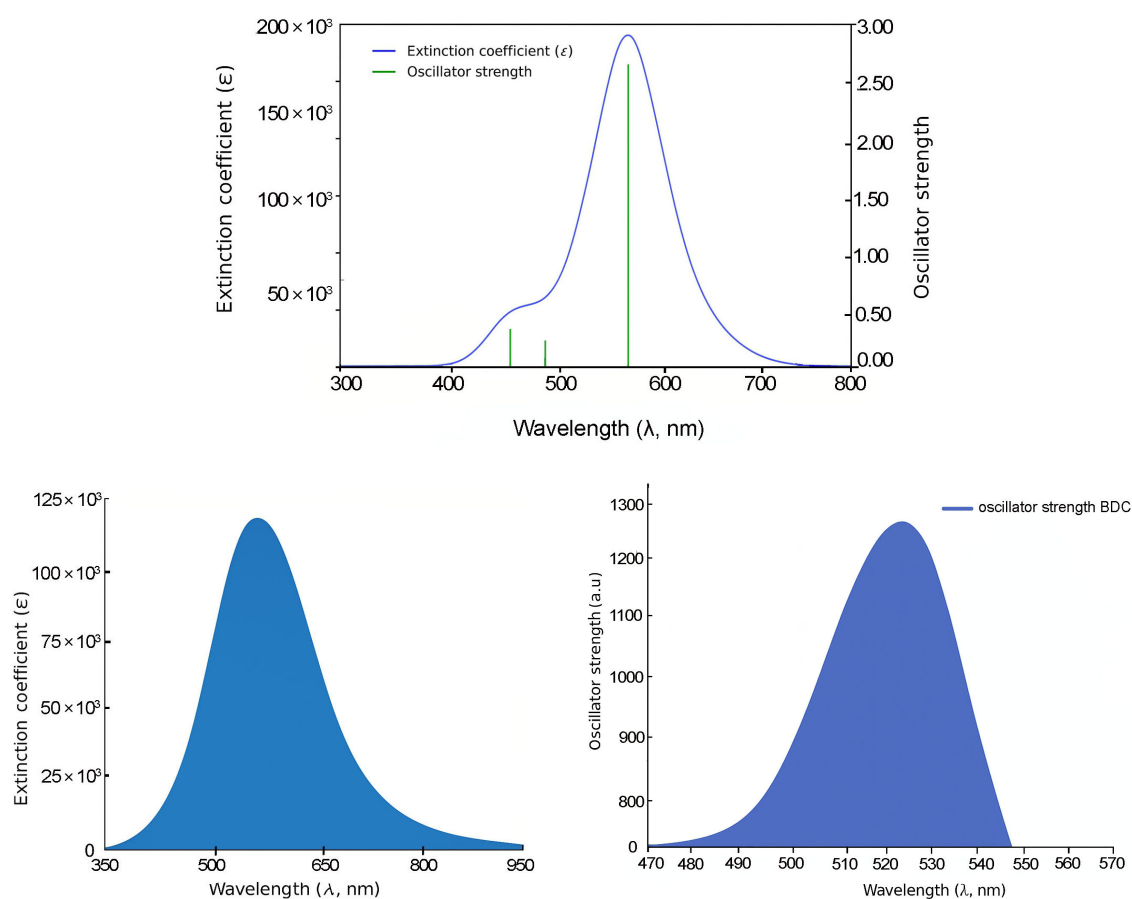 200 × 10³
150 × 10³
100 × 10³
50 × 10³
Extinction coefficient (ε)
Extinction coefficient (ε)
Oscillator strength
3.00
2.50
2.00
1.50
1.00
0.50
0.00
Oscillator strength
300 400 500 600 700 800
Wavelength (λ, nm)
125 × 10³
100 × 10³
75 × 10³
50 × 10³
25 × 10³
0
Extinction coefficient (ε)
350 500 650 800 950
Wavelength (λ, nm)
1300
1200
1100
1000
900
800
0
Oscillator strength (a.u)
oscillator strength BDC
470 480 490 500 510 520 530 540 550 560 570
Wavelength (λ, nm)